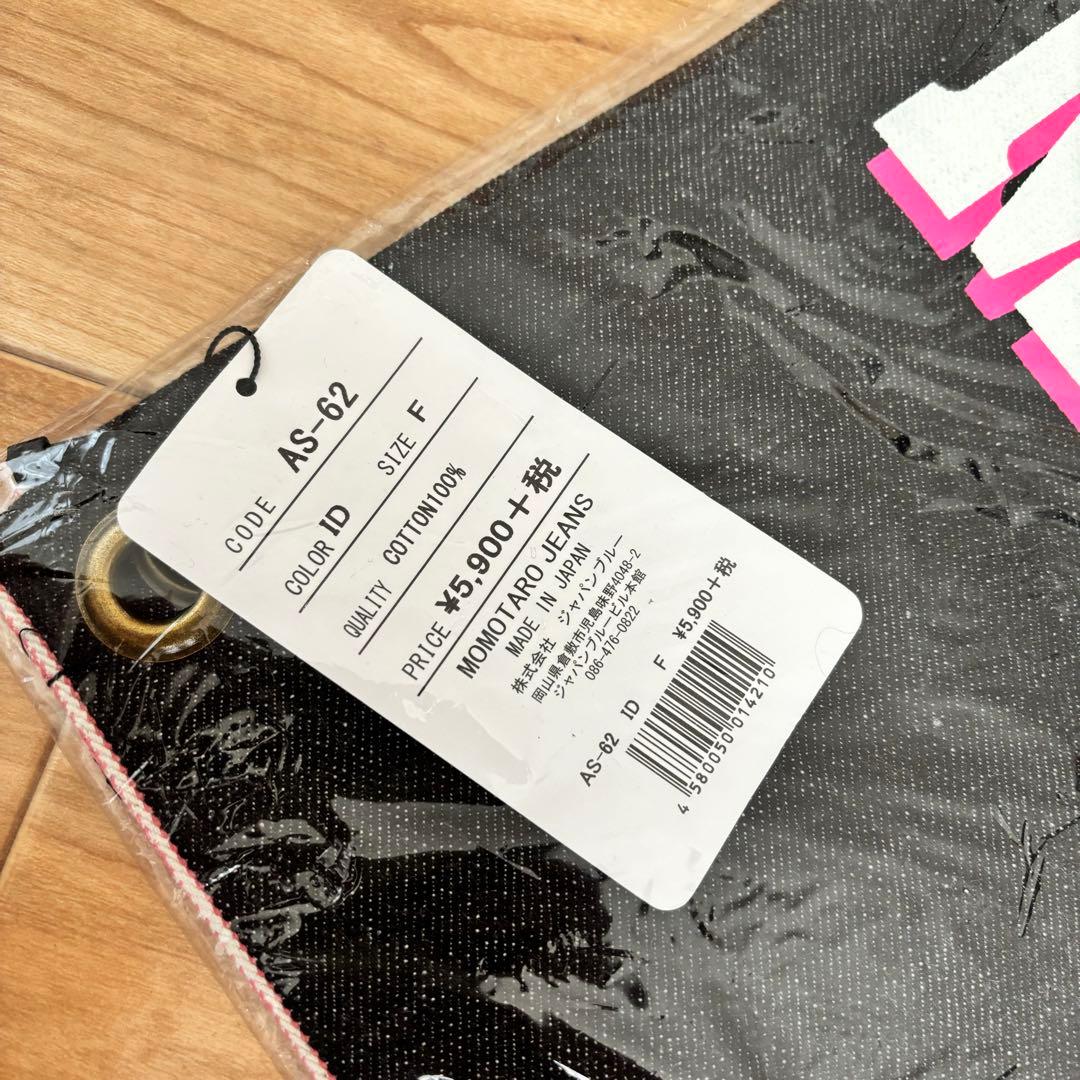 CODE AS-62
COLOR ID SIZE F
QUALITY COTTON100%
PRICE ¥5,900+税
MOMOTARO JEANS
MADE IN JAPAN
株式会社 ジャパンブルー
岡山県倉敷市児島味野4048-2
ジャパンブルービル本館
086-476-0822
F ¥5,900+税
AS-62 ID
4 580050 014210